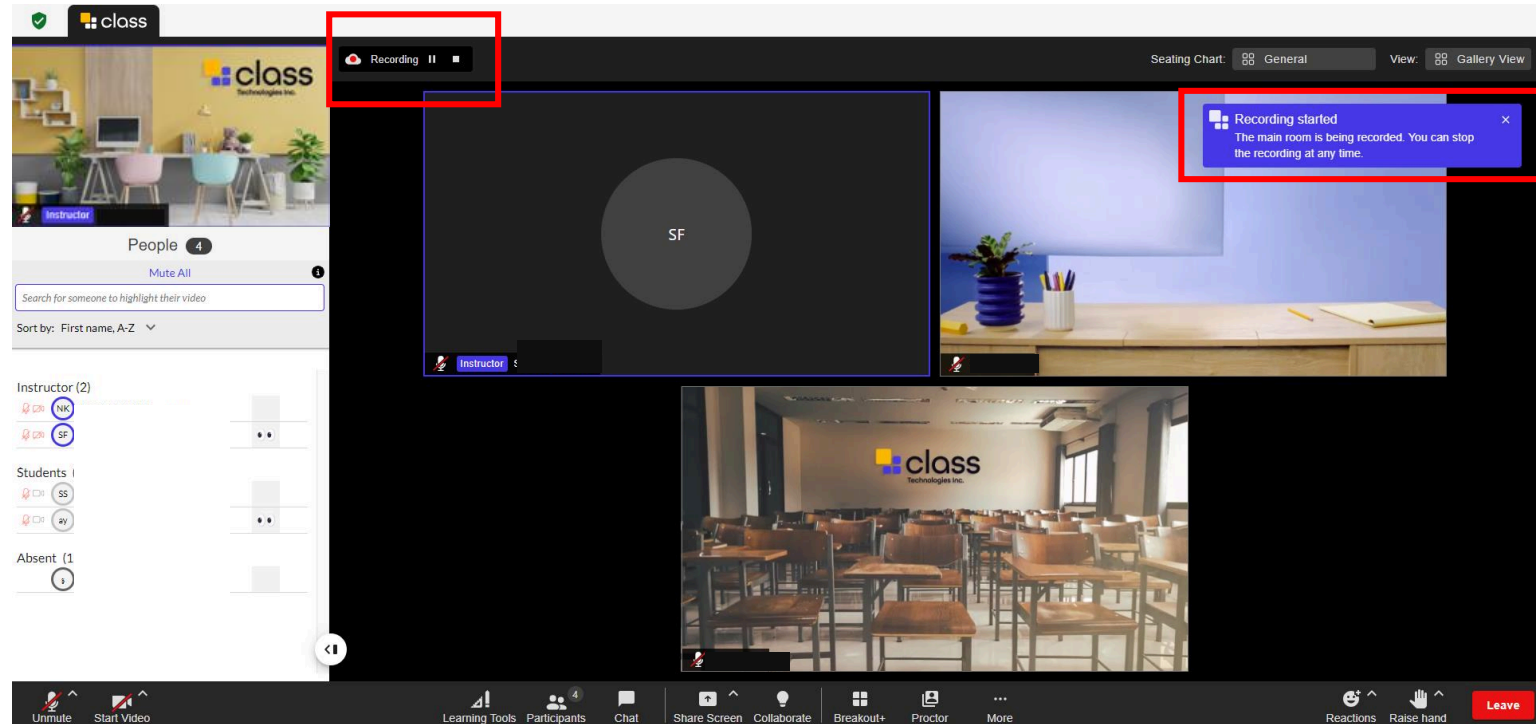 class
class
Technologies Inc.
Instructor
People 4
Mute All
Search for someone to highlight their video
Sort by: First name, A-Z
Instructor (2)
NK
SF
Students (
SS
ay
Absent (1
Recording
Seating Chart: General View: Gallery View
SF
Instructor S
Recording started
The main room is being recorded. You can stop
the recording at any time.
class
Technologies Inc.
Unmute Start Video Learning Tools Participants 4 Chat Share Screen Collaborate Breakout+ Proctor More Reactions Raise hand Leave